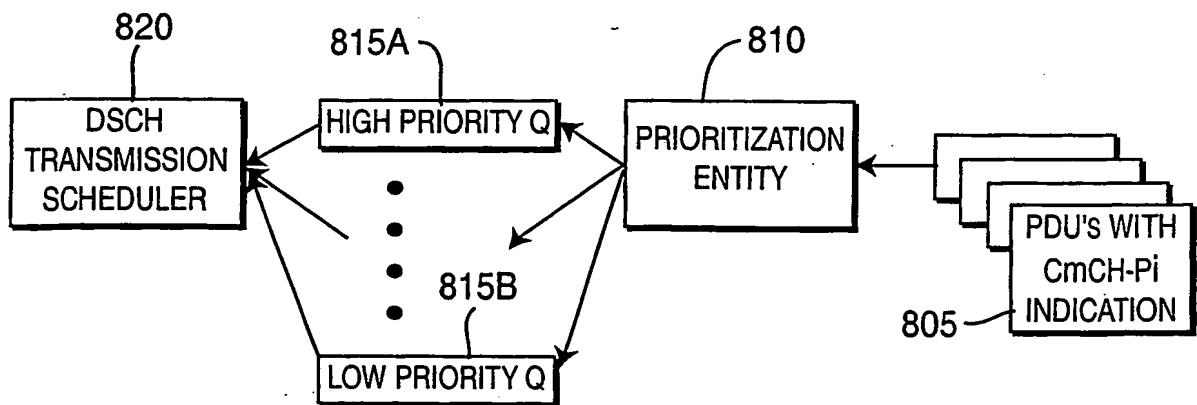 820
815A
810
DSCH
TRANSMISSION
SCHEDULER
HIGH PRIORITY Q
PRIORITIZATION
ENTITY
PDU's WITH
CmCH-Pi
INDICATION
805
815B
LOW PRIORITY Q